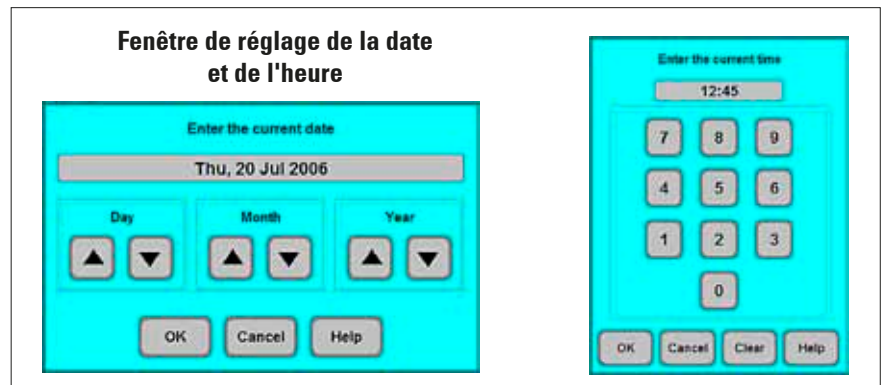 Fenêtre de réglage de la date
et de l'heure
Enter the current date
Thu, 20 Jul 2006
Day Month Year
OK Cancel Help
Enter the current time
12:45
7 8 9
4 5 6
1 2 3
0
OK Cancel Clear Help